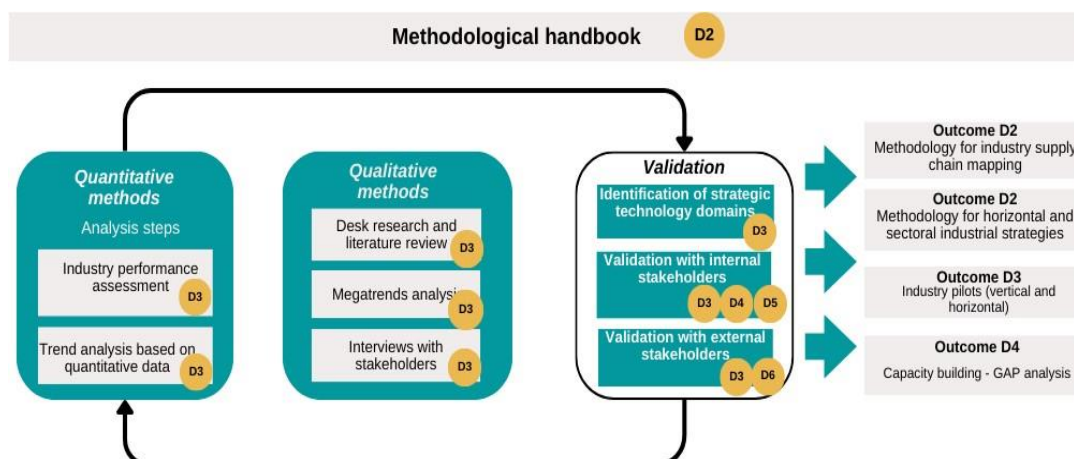 Methodological handbook
D2
Quantitative
methods
Analysis steps
Industry performance
assessment
D3
Trend analysis based on
quantitative data
D3
Qualitative
methods
Desk research and
literature review
D3
Megatrends analysis
D3
Interviews with
stakeholders
D3
Validation
Identification of strategic
technology domains
D3
Validation with internal
stakeholders
D3 D4 D5
Validation with external
stakeholders
D3 D6
Outcome D2
Methodology for industry supply
chain mapping
Outcome D2
Methodology for horizontal and
sectoral industrial strategies
Outcome D3
Industry pilots (vertical and
horizontal)
Outcome D4
Capacity building - GAP analysis